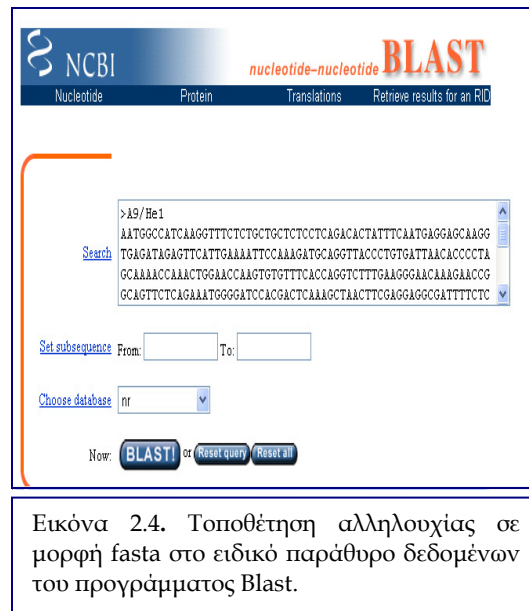 NCBI
nucleotide-nucleotide BLAST
Nucleotide Protein Translations Retrieve results for an RID
>A9/He1
AATGGCCATCAAGGTTTCTCTGCTGCTCTCCTCAGACACTATTTCAATGAGGAGCAAGG
Search TGAGATAGAGTTCATTGAAAATTCCAAAGATGCAGGTTACCCTGTGATTAACACCCCTA
GCAAAACCAAACTGGAACCAAGTGTGTTTCACCAGGTCTTTGAAGGGAACAAAGAACCG
GCAGTTCTCAGAAATGGGGATCCACGACTCAAAGCTAACTTCGAGGAGGCGATTTTCTC
Set subsequence From: To:
Choose database nr
Now: BLAST! or Reset query Reset all
Εικόνα 2.4. Τοποθέτηση αλληλουχίας σε
μορφή fasta στο ειδικό παράθυρο δεδομένων
του προγράμματος Blast.